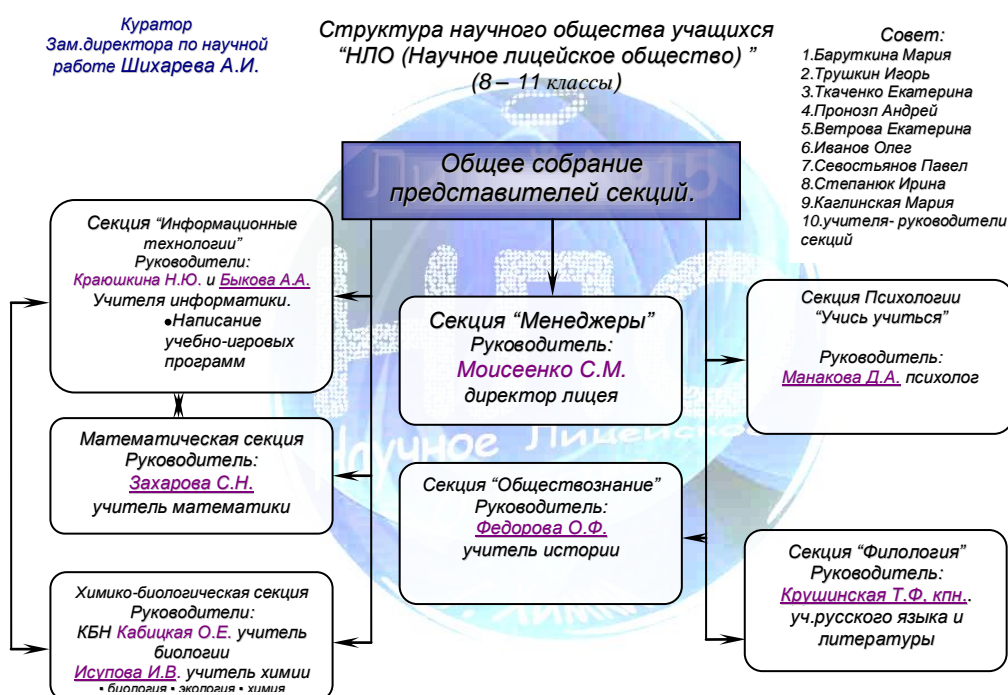 Куратор
Зам.директора по научной
работе Шихарева А.И.
Структура научного общества учащихся
“НЛО (Научное лицейское общество) ”
(8 – 11 классы)
Совет:
1.Баруткина Мария
2.Трушкин Игорь
3.Ткаченко Екатерина
4.Пронозп Андрей
5.Ветрова Екатерина
6.Иванов Олег
7.Севостьянов Павел
8.Степанюк Ирина
9.Каглинская Мария
10.учителя- руководители
секций
Общее собрание
представителей секций.
Секция “Информационные
технологии”
Руководители:
Краюшкина Н.Ю. и Быкова А.А.
Учителя информатики.
•Написание
учебно-игровых
программ
Секция “Менеджеры”
Руководитель:
Моисеенко С.М.
директор лицея
Секция Психологии
“Учись учиться”
Руководитель:
Манакова Д.А. психолог
Математическая секция
Руководитель:
Захарова С.Н.
учитель математики
Секция “Обществознание”
Руководитель:
Федорова О.Ф.
учитель истории
Секция “Филология”
Руководитель:
Крушинская Т.Ф. кпн..
уч.русского языка и
литературы
Химико-биологическая секция
Руководители:
КБН Кабицкая О.Е. учитель
биологии
Исупова И.В. учитель химии
▪ биология ▪ экология ▪ химия
НЛО
Научное Лицейское